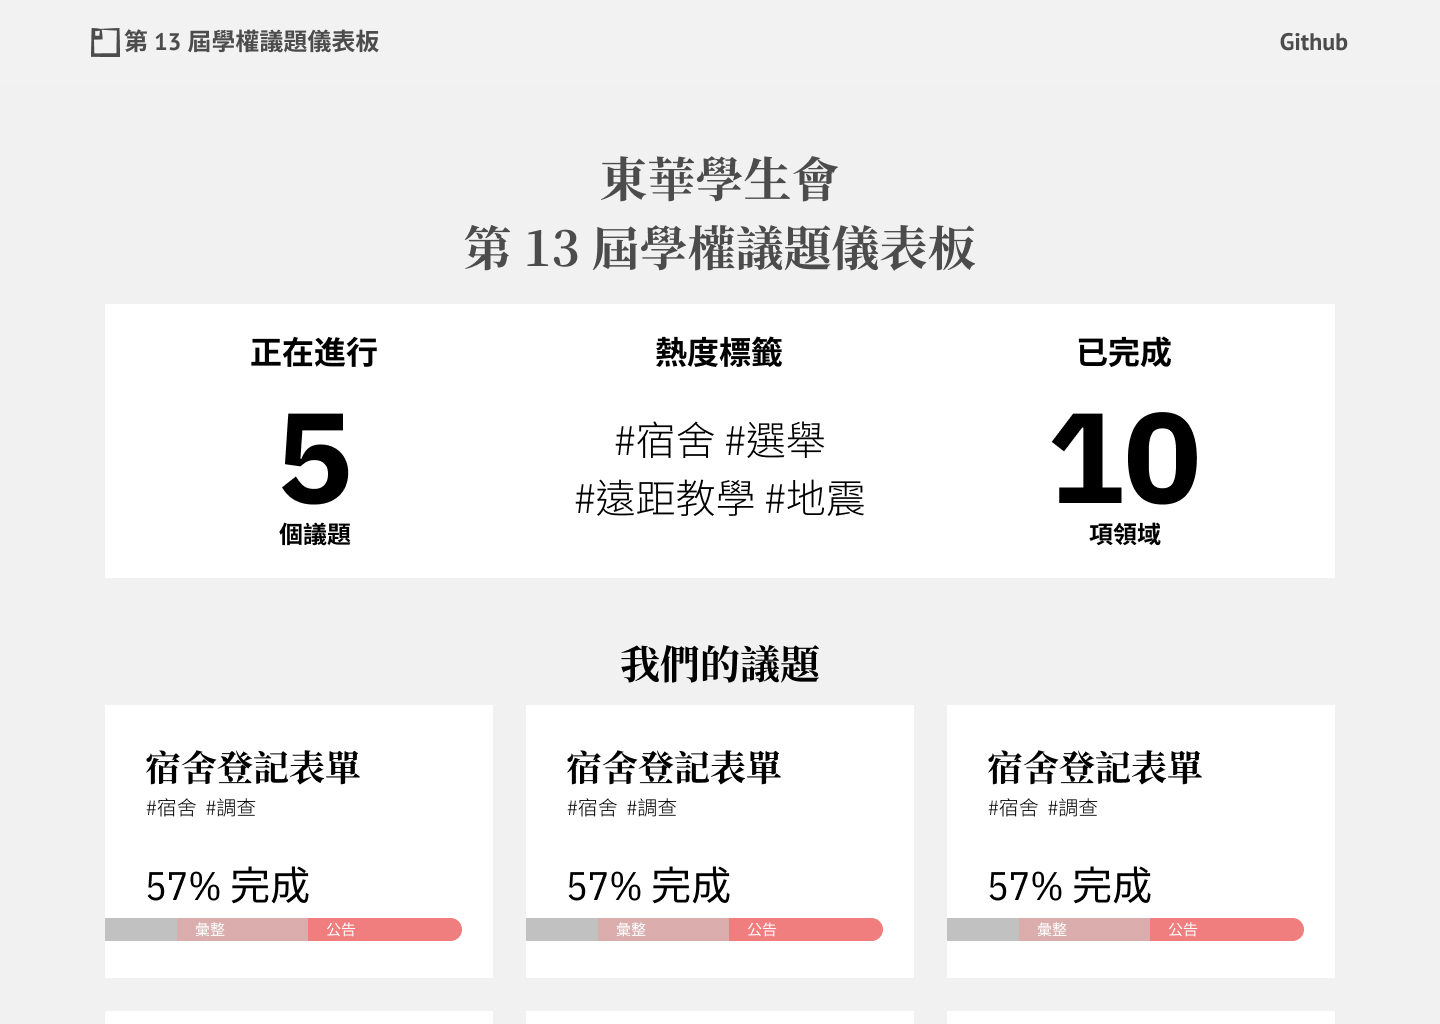 第 13 屆學權議題儀表板
Github
東華學生會
第 13 屆學權議題儀表板
正在進行
5
個議題
熱度標籤
#宿舍 #選舉
#遠距教學 #地震
已完成
10
項領域
我們的議題
宿舍登記表單
#宿舍 #調查
57% 完成
彙整 公告
宿舍登記表單
#宿舍 #調查
57% 完成
彙整 公告
宿舍登記表單
#宿舍 #調查
57% 完成
彙整 公告